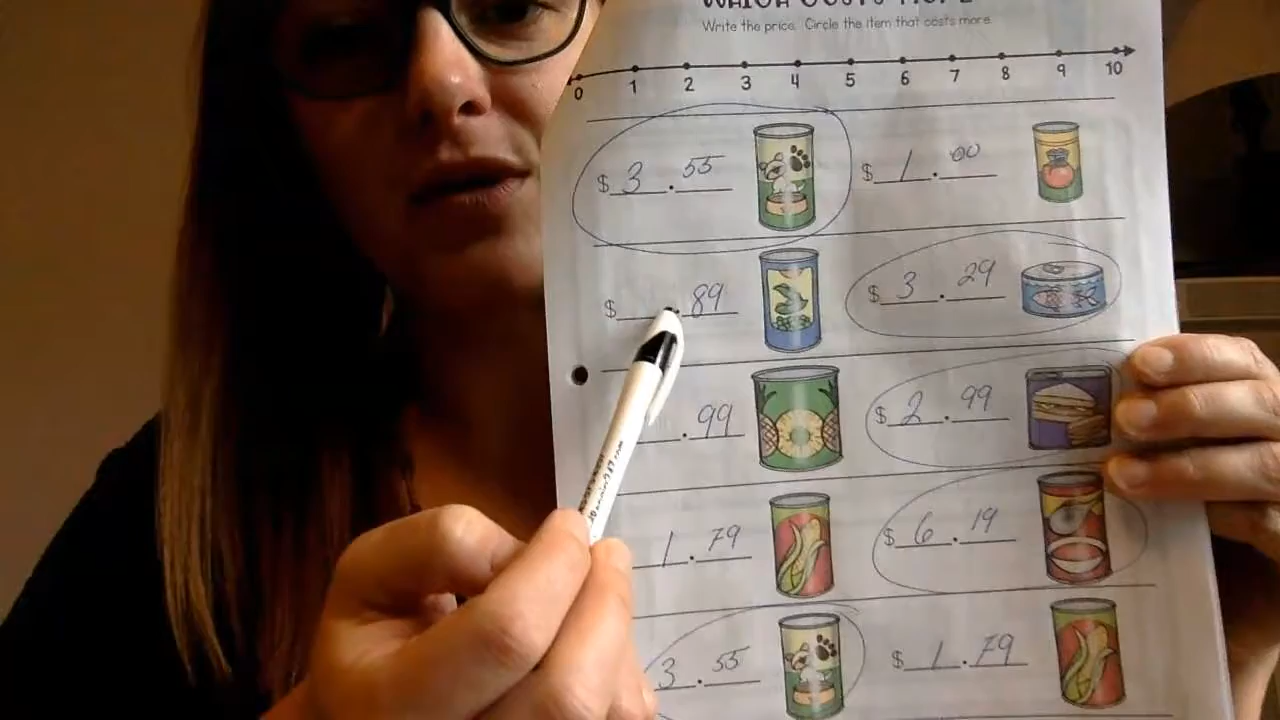 Write the price. Circle the item that costs more.
0 1 2 3 4 5 6 7 8 9 10
$ 3 . 55 $ 1 . 00
$ . 89 $ 3 . 29
. 99 $ 2 . 99
1 . 79 $ 6 . 19
3 . 55 $ 1 . 79